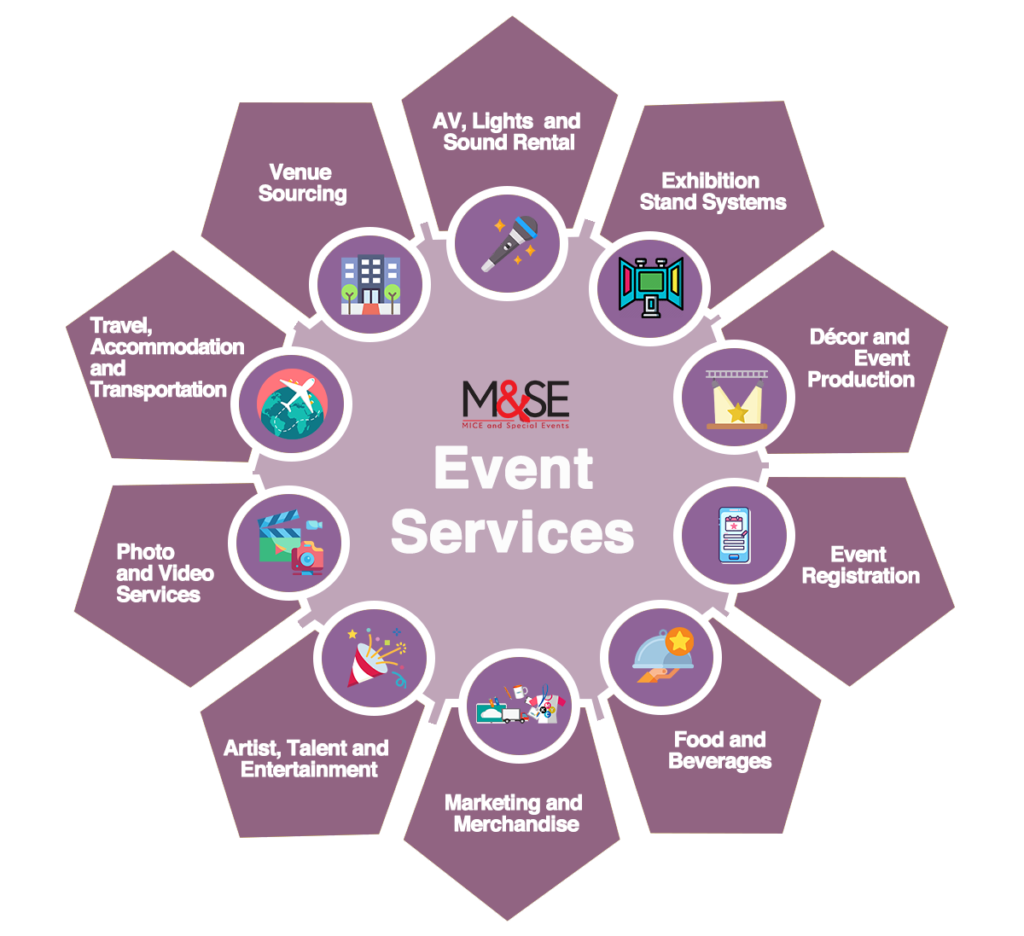 AV, Lights and
Sound Rental
Exhibition
Stand Systems
Décor and
Event
Production
Event
Registration
Food and
Beverages
Marketing and
Merchandise
Artist, Talent and
Entertainment
Photo
and Video
Services
Travel,
Accommodation
and
Transportation
Venue
Sourcing
M&SE
MICE and Special Events
Event
Services